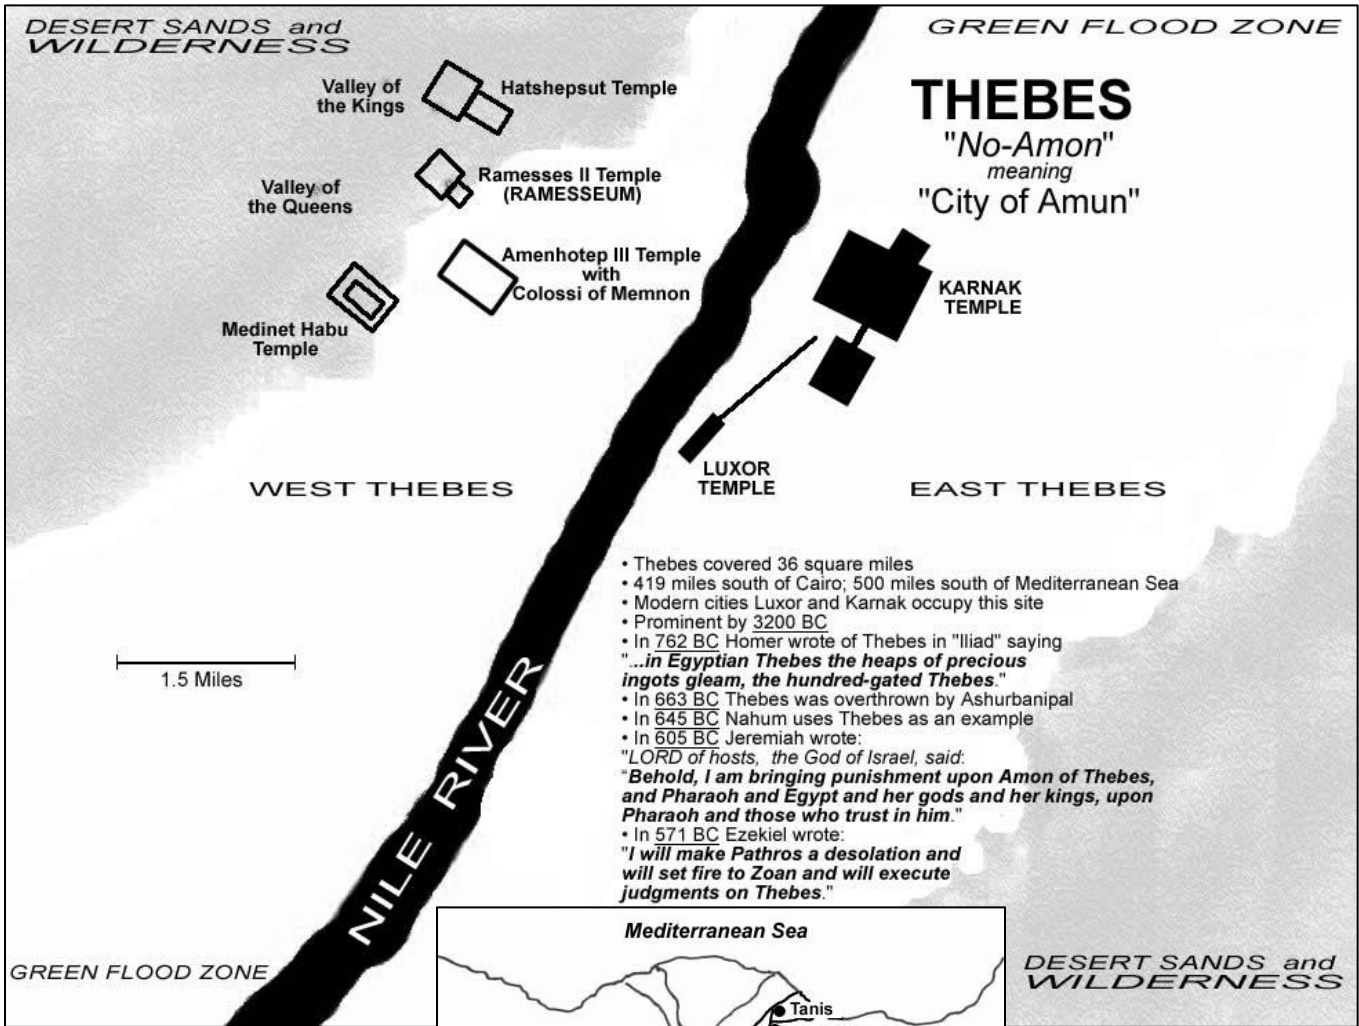 DESERT SANDS and
WILDERNESS
GREEN FLOOD ZONE
THEBES
"No-Amon"
meaning
"City of Amun"
Valley of
the Kings
Hatshepsut Temple
Valley of
the Queens
Ramesses II Temple
(RAMESSEUM)
Amenhotep III Temple
with
Colossi of Memnon
Medinet Habu
Temple
KARNAK
TEMPLE
LUXOR
TEMPLE
WEST THEBES
EAST THEBES
1.5 Miles
NILE RIVER
• Thebes covered 36 square miles
• 419 miles south of Cairo; 500 miles south of Mediterranean Sea
• Modern cities Luxor and Karnak occupy this site
• Prominent by 3200 BC
• In 762 BC Homer wrote of Thebes in "Iliad" saying
"...in Egyptian Thebes the heaps of precious
ingots gleam, the hundred-gated Thebes."
• In 663 BC Thebes was overthrown by Ashurbanipal
• In 645 BC Nahum uses Thebes as an example
• In 605 BC Jeremiah wrote:
"LORD of hosts, the God of Israel, said:
“Behold, I am bringing punishment upon Amon of Thebes,
and Pharaoh and Egypt and her gods and her kings, upon
Pharaoh and those who trust in him."
• In 571 BC Ezekiel wrote:
"I will make Pathros a desolation and
will set fire to Zoan and will execute
judgments on Thebes."
Mediterranean Sea
Tanis
GREEN FLOOD ZONE
DESERT SANDS and
WILDERNESS